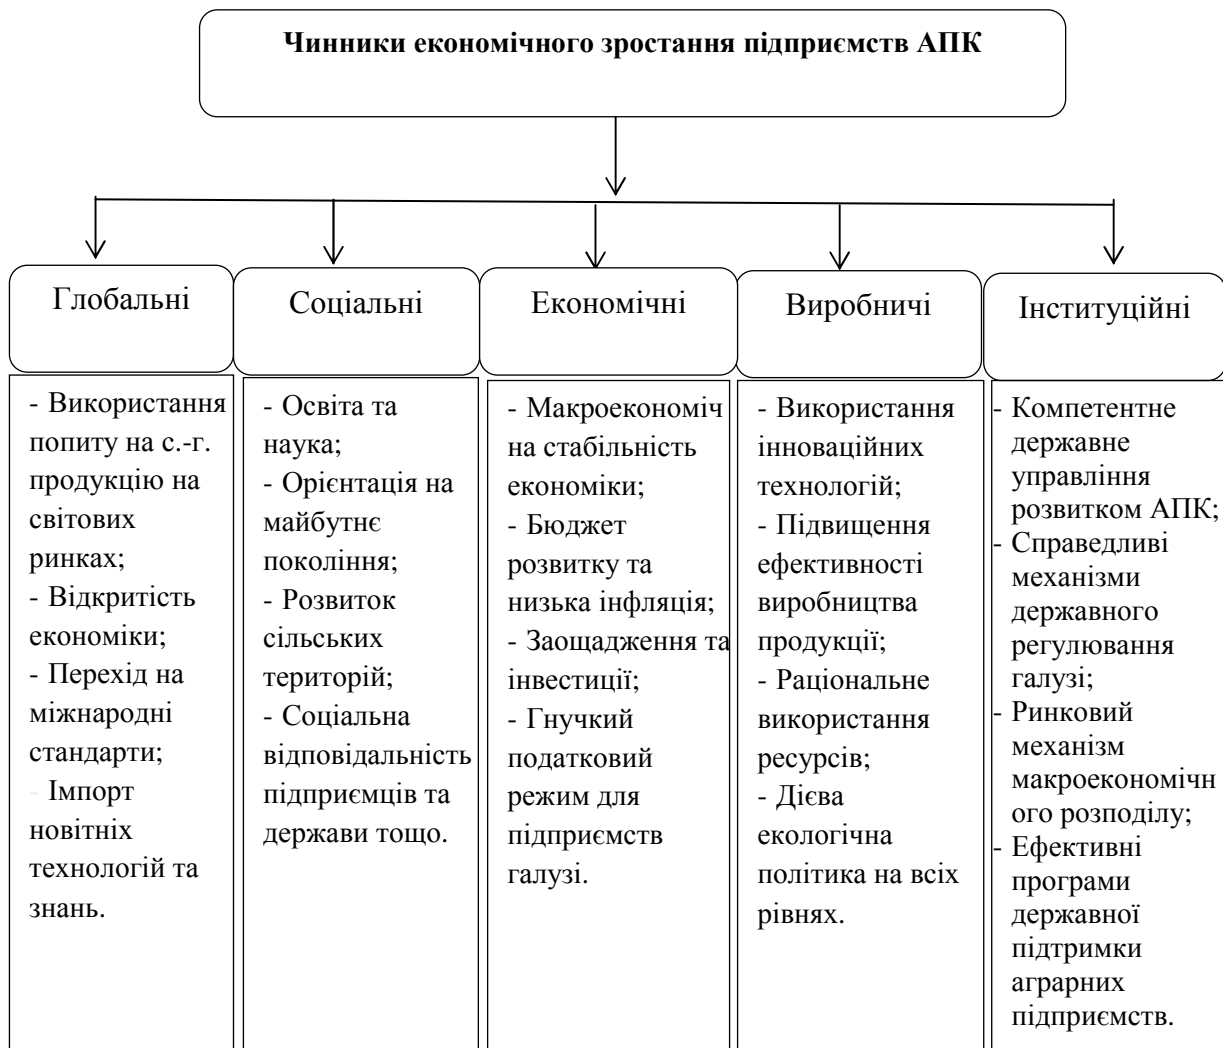 Чинники економічного зростання підприємств АПК
Глобальні
- Використання
попиту на с.-г.
продукцію на
світових
ринках;
- Відкритість
економіки;
- Перехід на
міжнародні
стандарти;
- Імпорт
новітніх
технологій та
знань.
Соціальні
- Освіта та
наука;
- Орієнтація на
майбутнє
покоління;
- Розвиток
сільських
територій;
- Соціальна
відповідальність
підприємців та
держави тощо.
Економічні
- Макроекономіч
на стабільність
економіки;
- Бюджет
розвитку та
низька інфляція;
- Заощадження та
інвестиції;
- Гнучкий
податковий
режим для
підприємств
галузі.
Виробничі
- Використання
інноваційних
технологій;
- Підвищення
ефективності
виробництва
продукції;
- Раціональне
використання
ресурсів;
- Дієва
екологічна
політика на всіх
рівнях.
Інституційні
- Компетентне
державне
управління
розвитком АПК;
- Справедливі
механізми
державного
регулювання
галузі;
- Ринковий
механізм
макроекономічн
ого розподілу;
- Ефективні
програми
державної
підтримки
аграрних
підприємств.